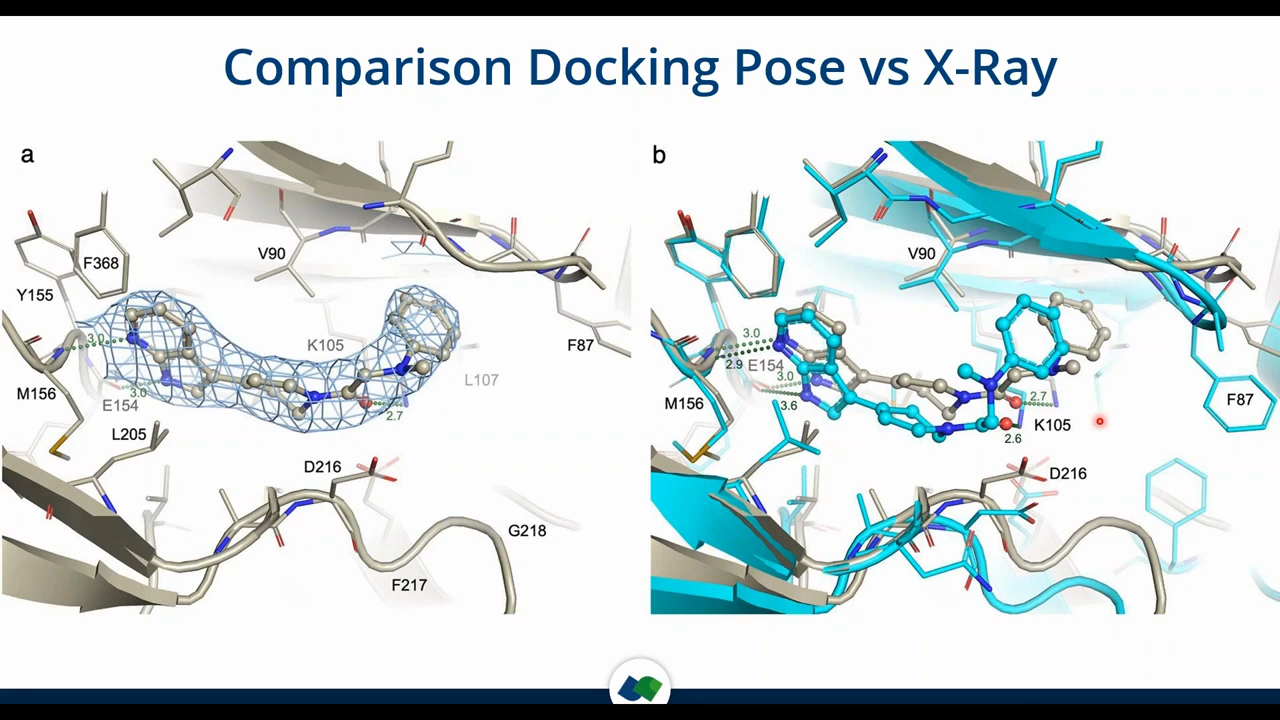 Comparison Docking Pose vs X-Ray
a
F368
V90
Y155
3.0
K105
F87
M156
E154
3.0
2.7
L107
L205
D216
G218
F217
b
V90
3.0
2.9
E154
3.0
M156
3.6
2.7
K105
2.6
F87
D216